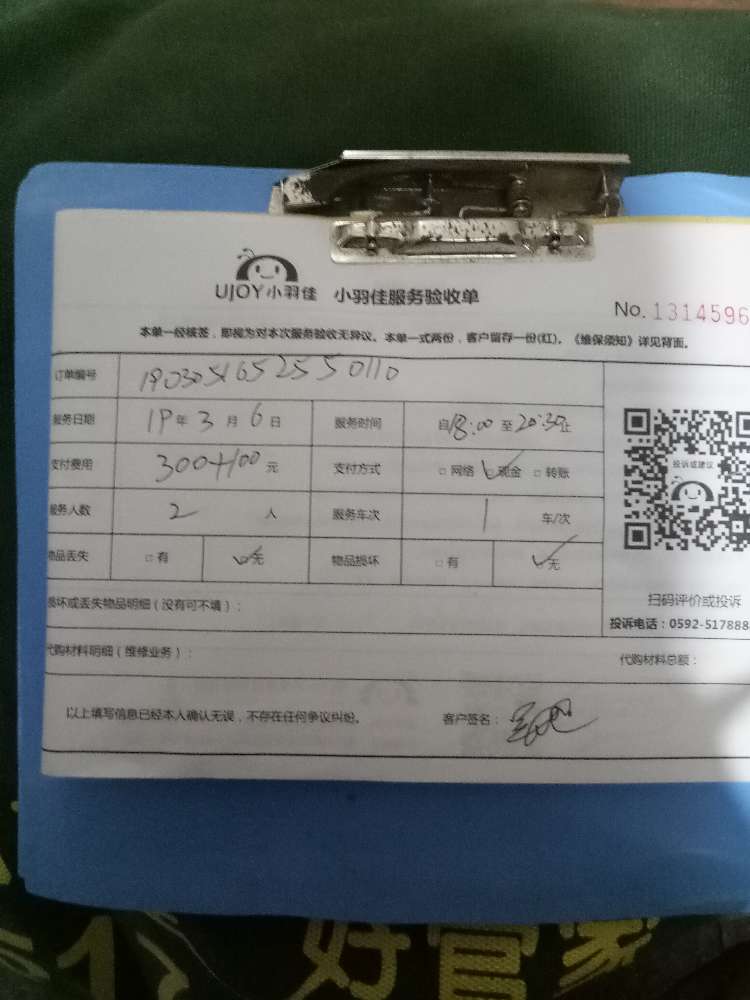 UJOY小羽佳 小羽佳服务验收单
No. 1314596
本单一经核签，即视为对本次服务验收无异议。本单一式两份，客户留存一份(红)。《维保须知》详见背面。
订单编号 1903051652550110
服务日期 19年3月6日 服务时间 自18:00至20:30止
支付费用 300+100元 支付方式 □网络 ☑现金 □转账
服务人数 2人 服务车次 1车/次
物品丢失 □有 ☑无 物品损坏 □有 ☑无
投诉或建议
损坏或丢失物品明细（没有可不填）：
扫码评价或投诉
投诉电话：0592-517888
代购材料明细（维修业务）： 代购材料总额：
以上填写信息已经本人确认无误，不存在任何争议纠纷。 客户签名：
好管家